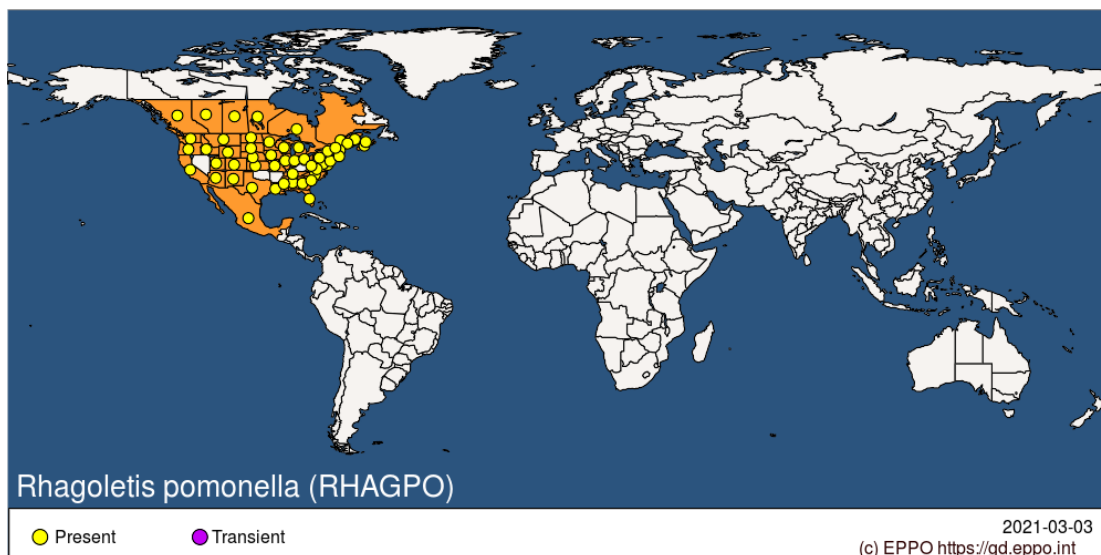 Rhagoletis pomonella (RHAGPO)
Present Transient
2021-03-03
(c) EPPO https://gd.eppo.int